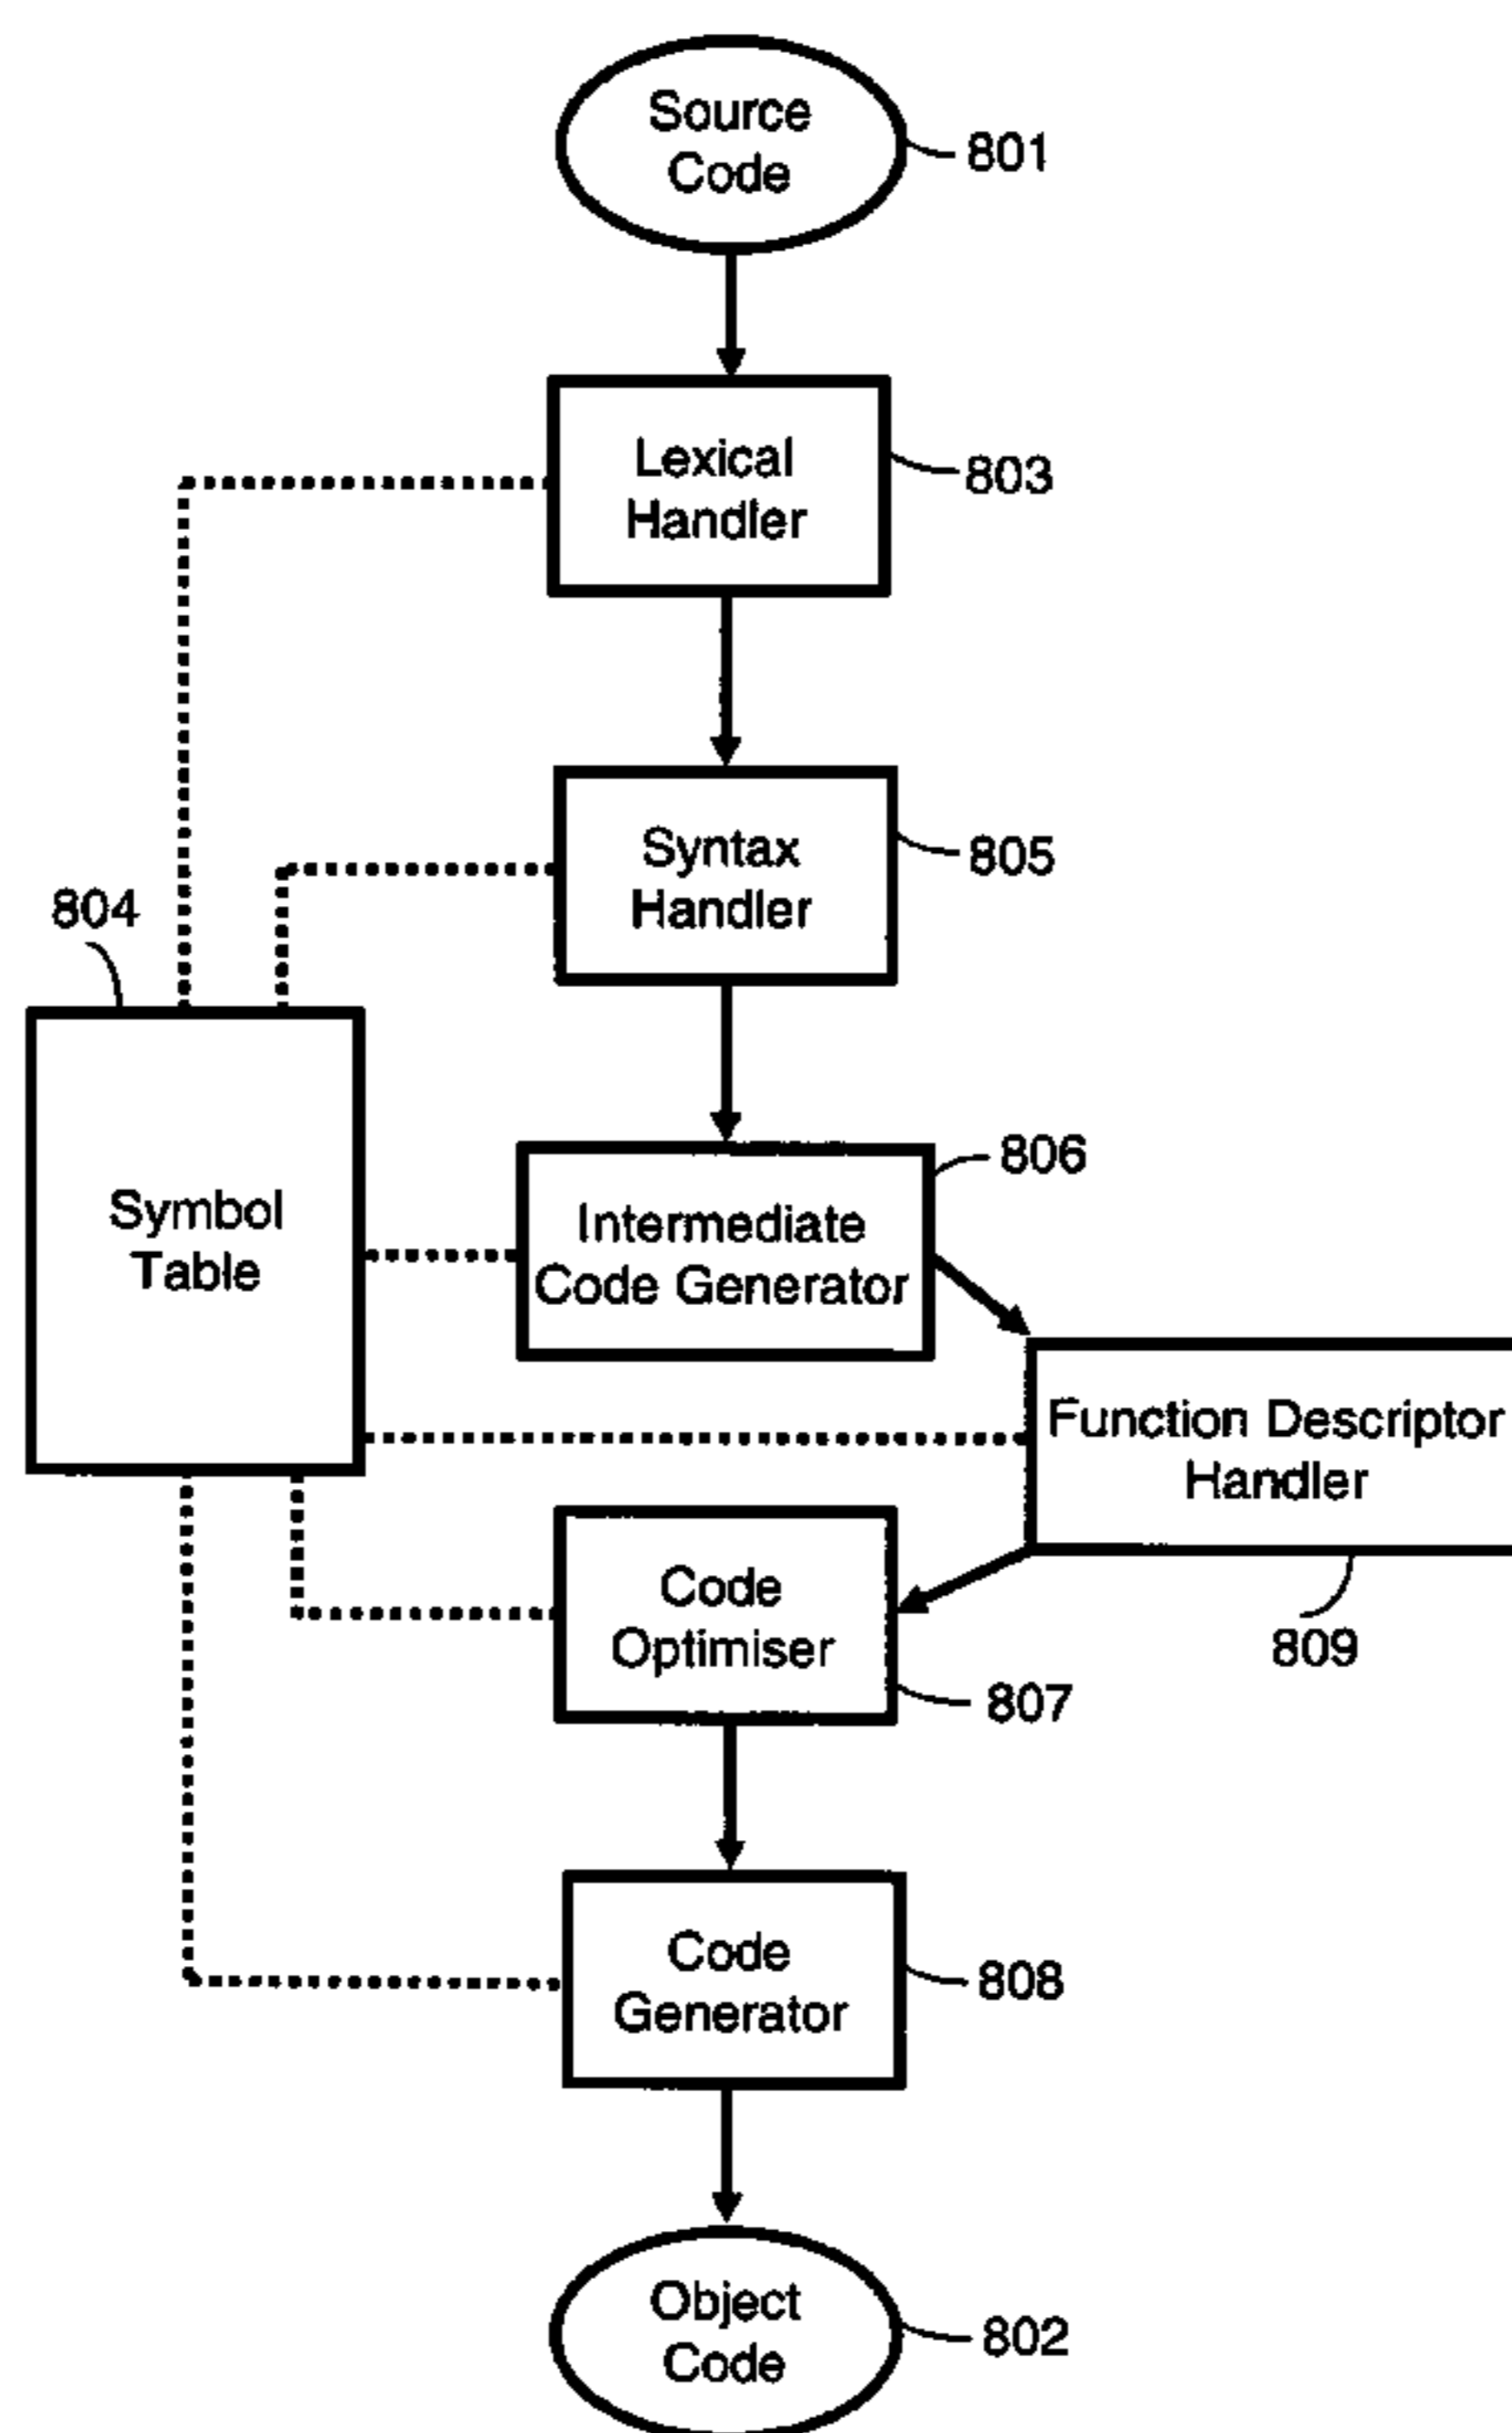 Source
Code
801
Lexical
Handler
803
Syntax
Handler
805
804
Symbol
Table
806
Intermediate
Code Generator
Function Descriptor
Handler
809
Code
Optimiser
807
Code
Generator
808
Object
Code
802